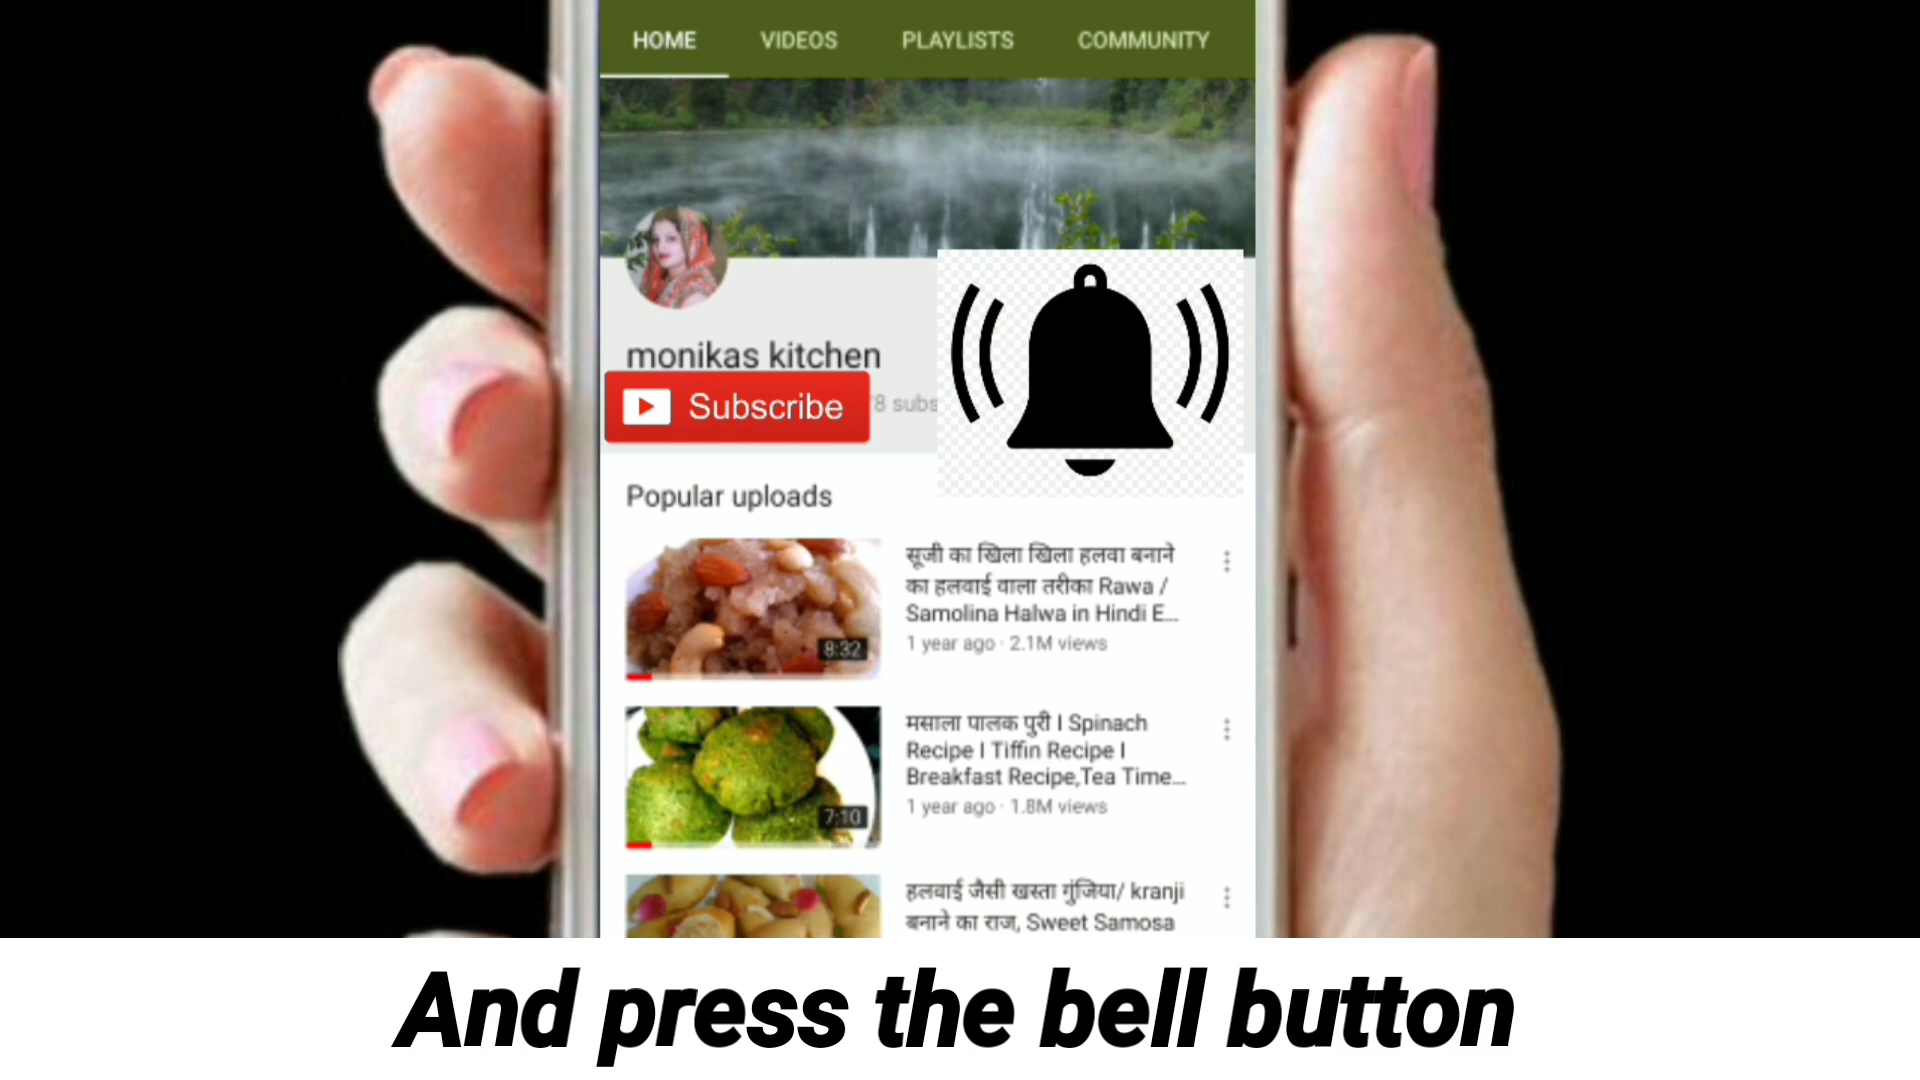 HOME VIDEOS PLAYLISTS COMMUNITY
monikas kitchen
Subscribe 8 subs
Popular uploads
सूजी का खिला खिला हलवा बनाने
का हलवाई वाला तरीका Rawa /
Samolina Halwa in Hindi E...
1 year ago · 2.1M views
8:32
मसाला पालक पुरी I Spinach
Recipe I Tiffin Recipe I
Breakfast Recipe,Tea Time...
1 year ago · 1.8M views
7:10
हलवाई जैसी खस्ता गुंजिया/ kranji
बनाने का राज, Sweet Samosa
And press the bell button